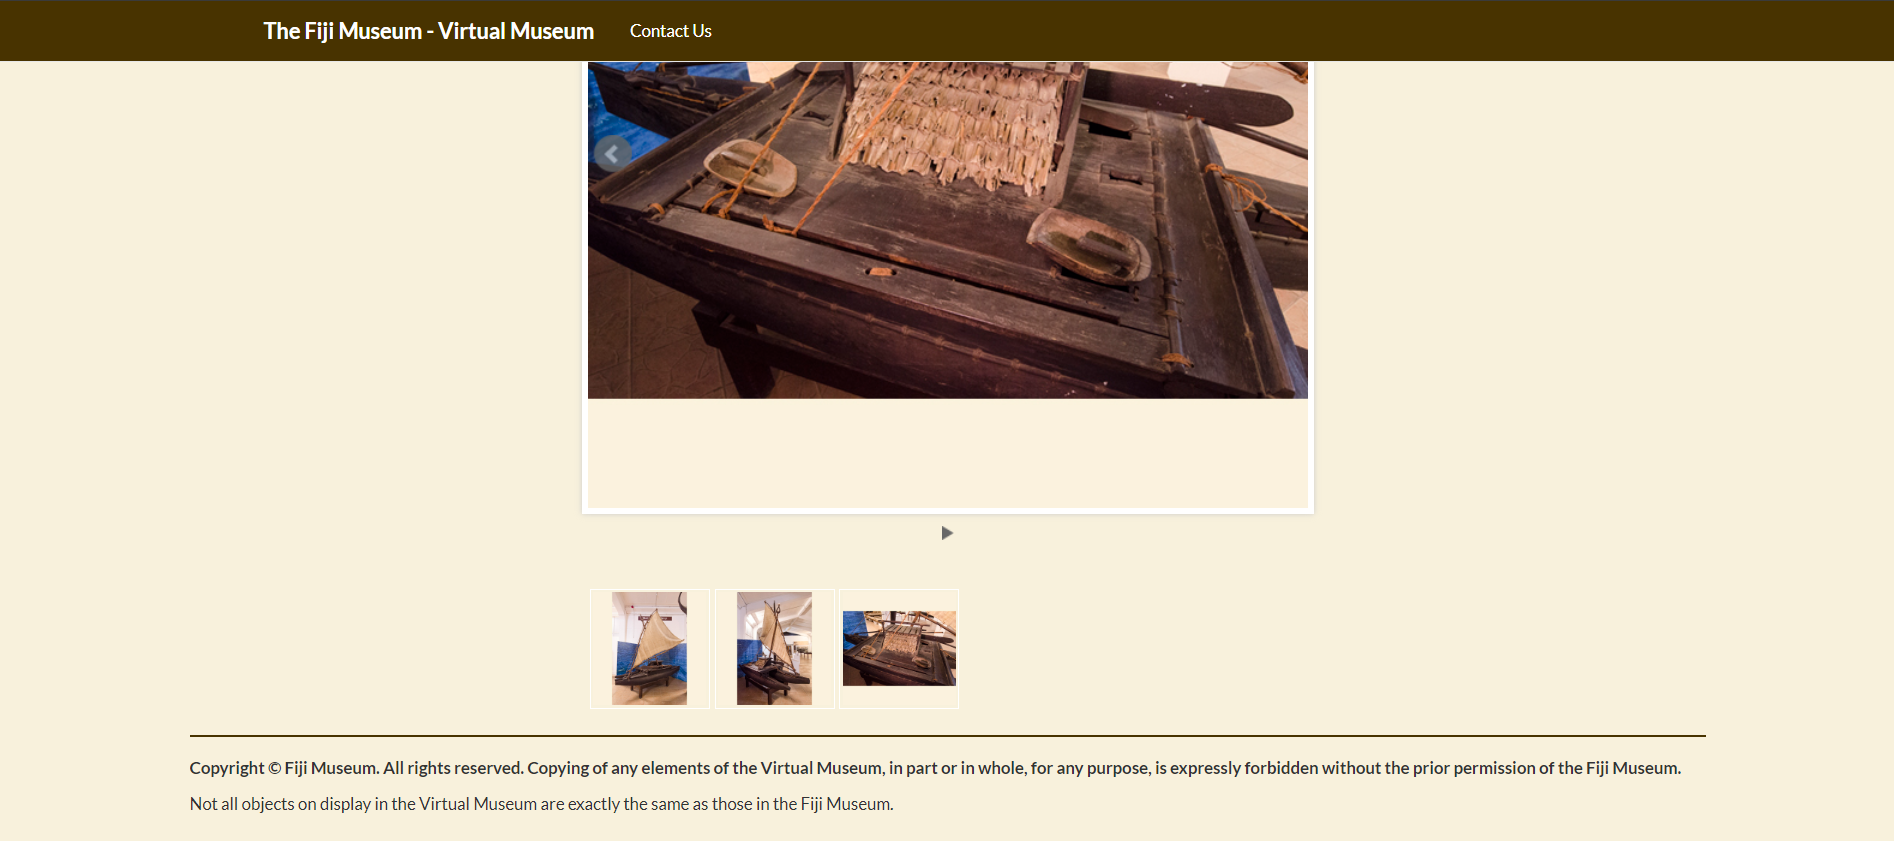 The Fiji Museum - Virtual Museum Contact Us
Copyright © Fiji Museum. All rights reserved. Copying of any elements of the Virtual Museum, in part or in whole, for any purpose, is expressly forbidden without the prior permission of the Fiji Museum.
Not all objects on display in the Virtual Museum are exactly the same as those in the Fiji Museum.